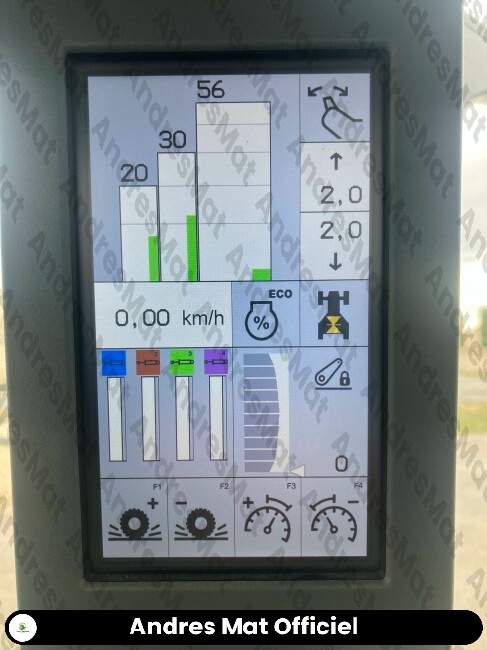 56
30
20
2,0
2,0
0,00 km/h
ECO
%
0
F1
F2
F3
F4
+
-
+
-
AndresMat
Andres Mat Officiel